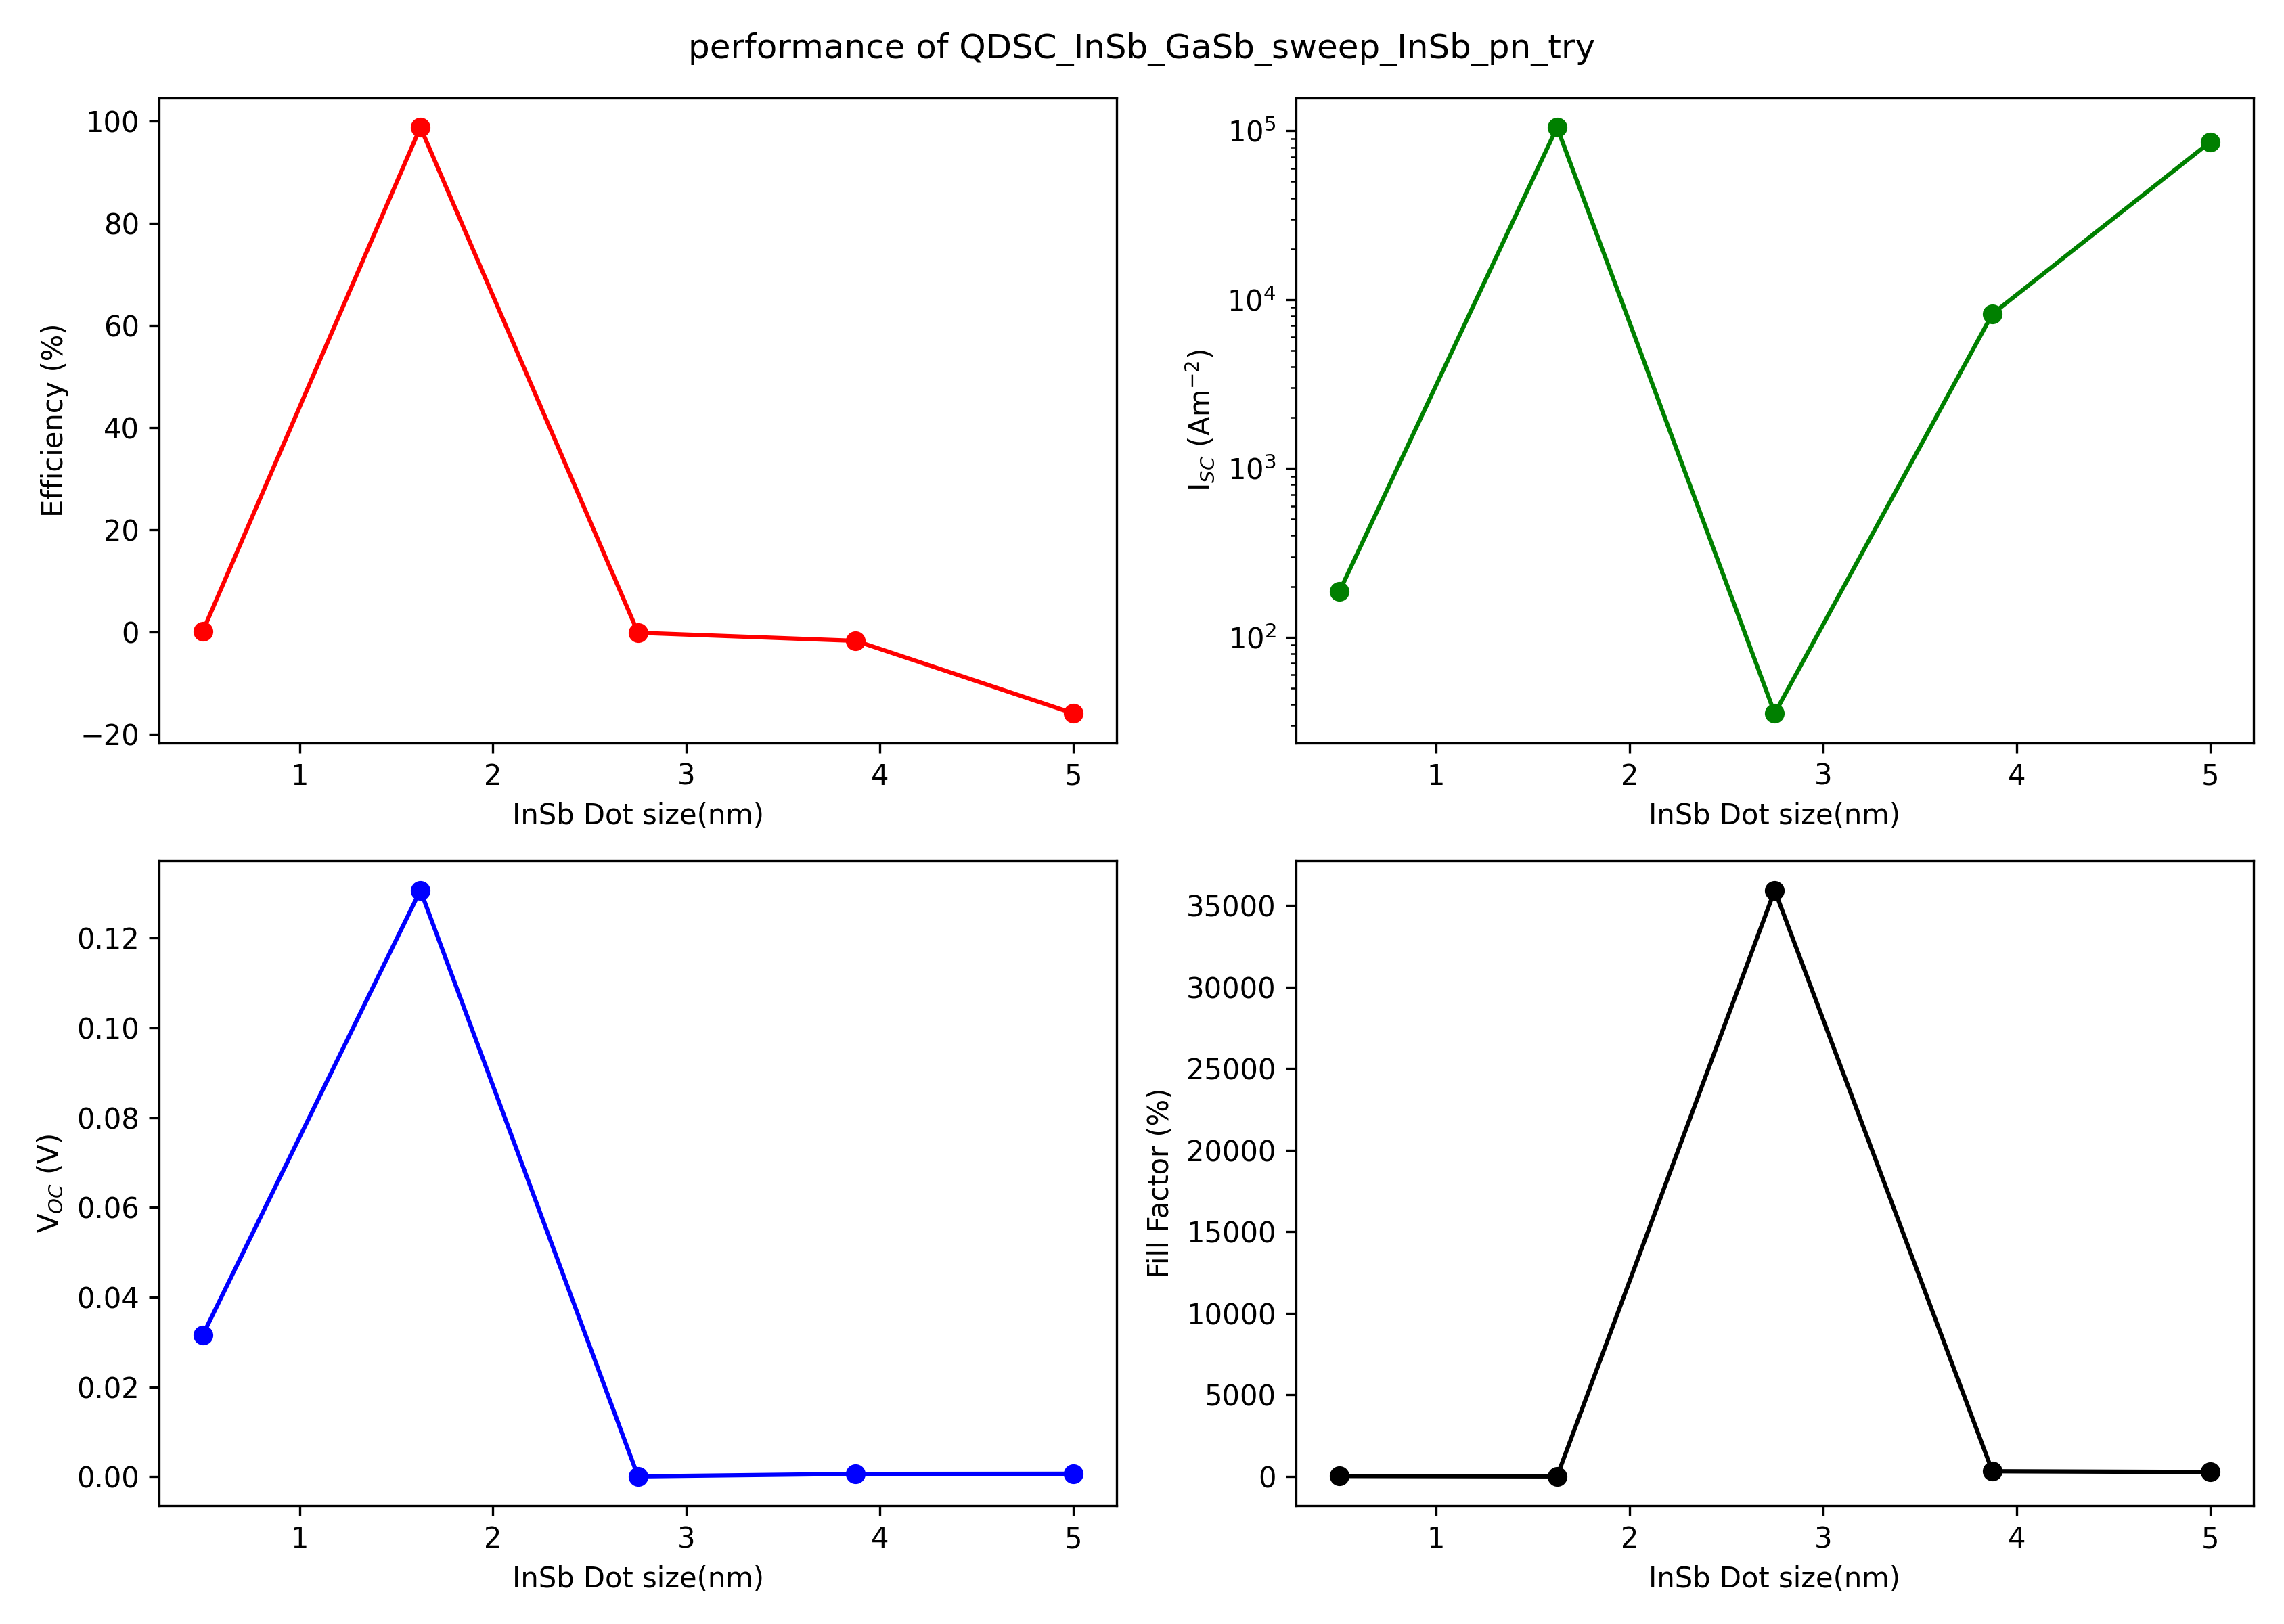 performance of QDSC_InSb_GaSb_sweep_InSb_pn_try
Efficiency (%)
100
80
60
40
20
0
−20
1 2 3 4 5
InSb Dot size(nm)
I$_{SC}$ (Am$^{-2}$)
10$^5$
10$^4$
10$^3$
10$^2$
1 2 3 4 5
InSb Dot size(nm)
V$_{OC}$ (V)
0.12
0.10
0.08
0.06
0.04
0.02
0.00
1 2 3 4 5
InSb Dot size(nm)
Fill Factor (%)
35000
30000
25000
20000
15000
10000
5000
0
1 2 3 4 5
InSb Dot size(nm)